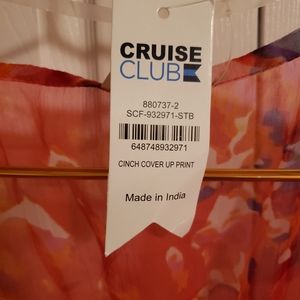 CRUISE
CLUB
880737-2
SCF-932971-STB
648748932971
CINCH COVER UP PRINT
Made in India